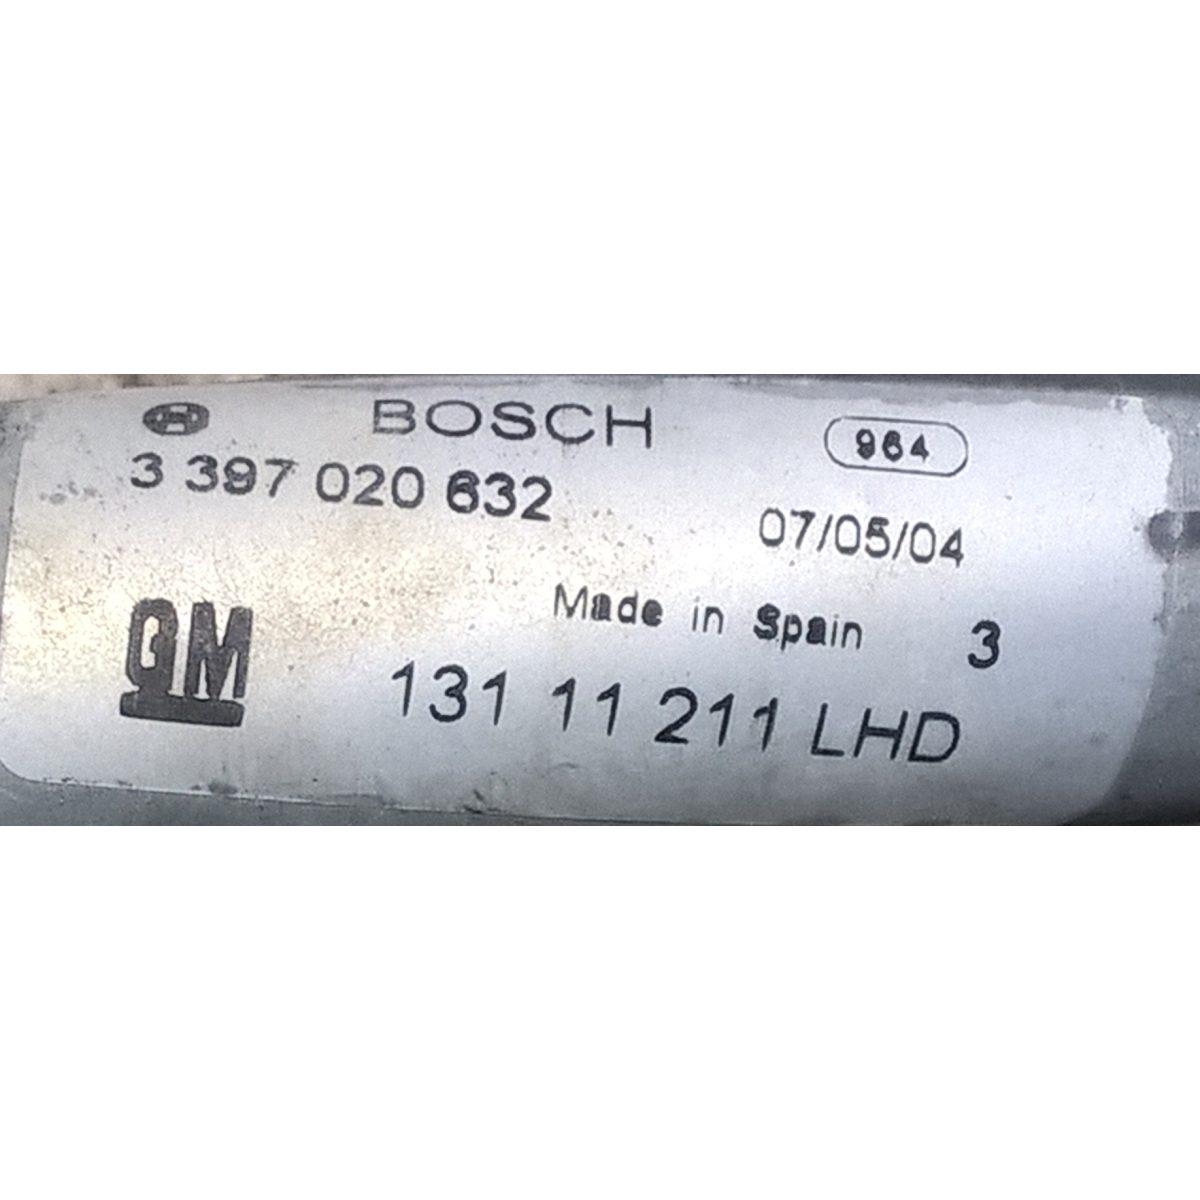 BOSCH
964
3 397 020 632
07/05/04
Made in Spain 3
GM
131 11 211 LHD